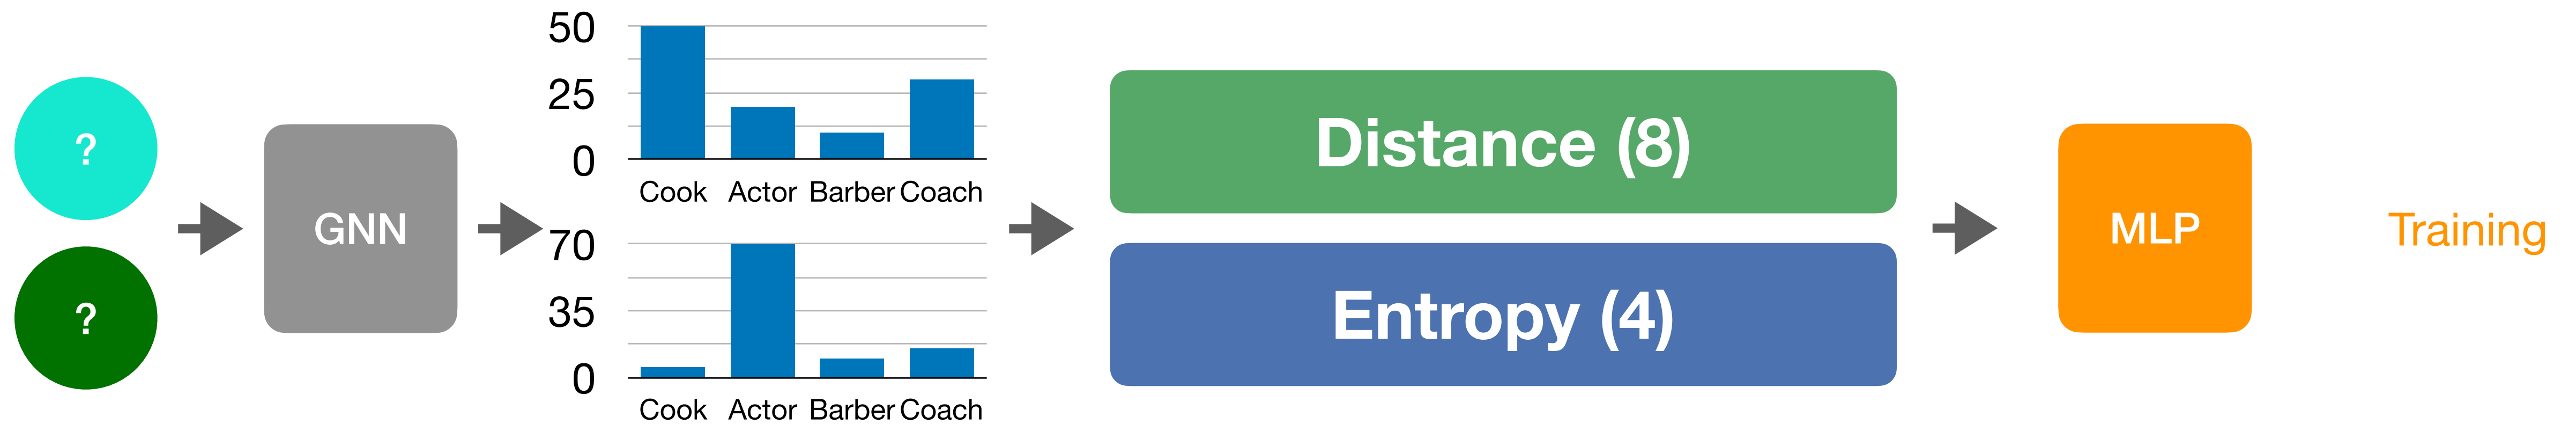 ?
?
GNN
50
25
0
Cook Actor Barber Coach
70
35
0
Cook Actor Barber Coach
Distance (8)
Entropy (4)
MLP
Training